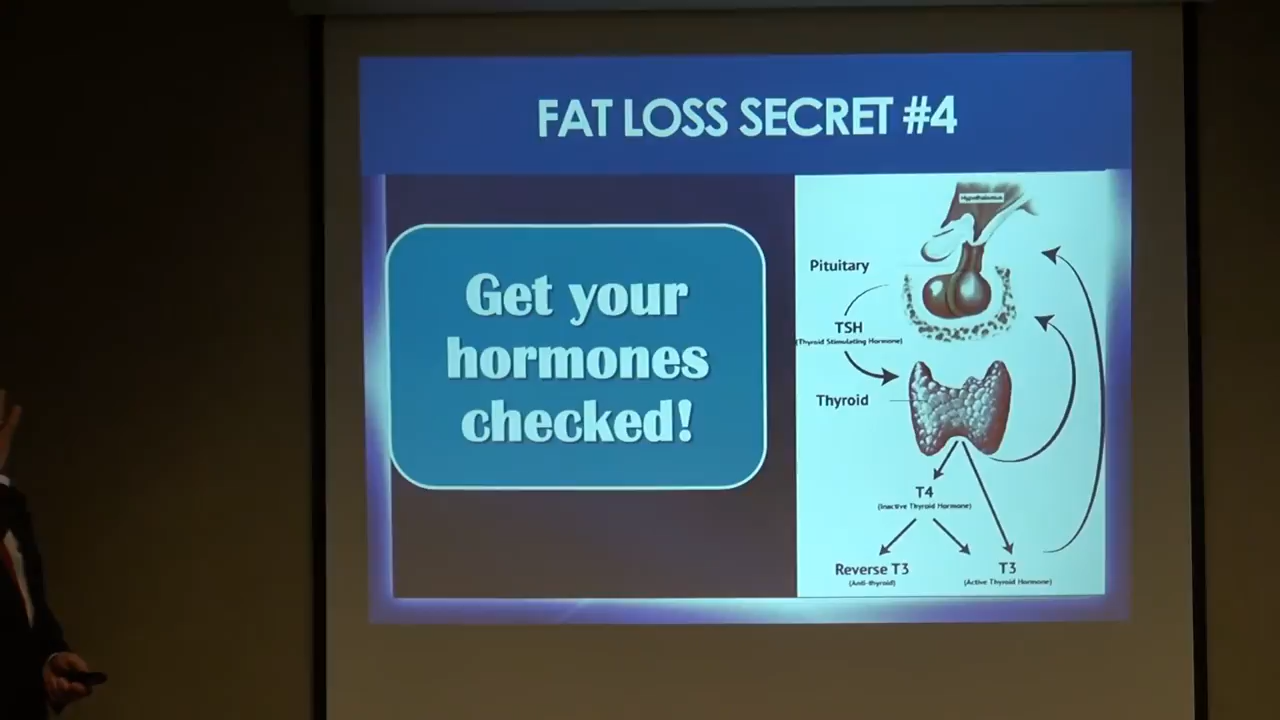 FAT LOSS SECRET #4
Get your
hormones
checked!
Hypothalamus
Pituitary
TSH
(Thyroid Stimulating Hormone)
Thyroid
T4
(Inactive Thyroid Hormone)
Reverse T3
(Anti-thyroid)
T3
(Active Thyroid Hormone)